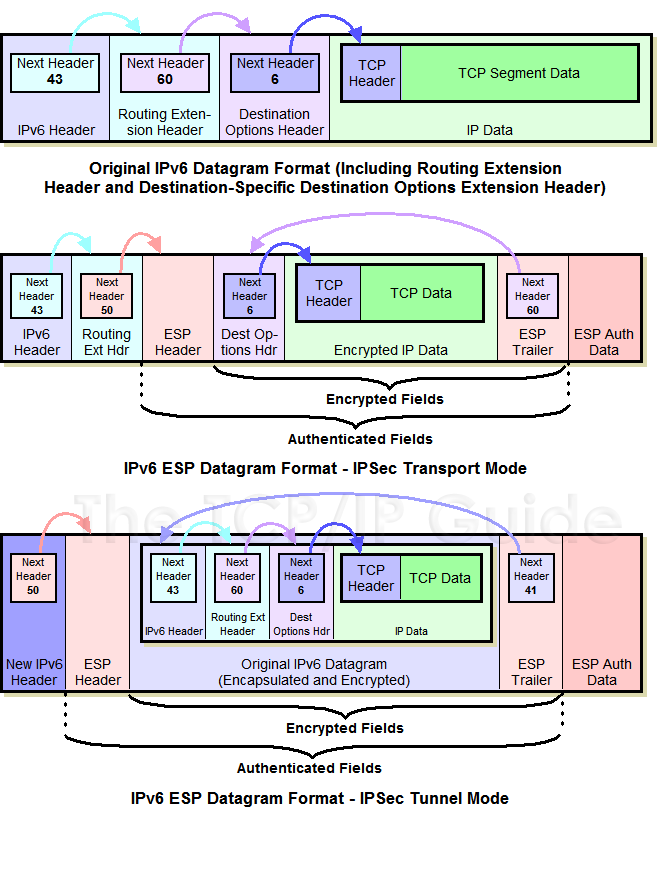 Next Header
43
Next Header
60
Next Header
6
TCP
Header
TCP Segment Data
IPv6 Header
Routing Exten-
sion Header
Destination
Options Header
IP Data
Original IPv6 Datagram Format (Including Routing Extension
Header and Destination-Specific Destination Options Extension Header)
Next
Header
43
Next
Header
50
Next
Header
6
TCP
Header
TCP Data
Next
Header
60
IPv6
Header
Routing
Ext Hdr
ESP
Header
Dest Op-
tions Hdr
Encrypted IP Data
ESP
Trailer
ESP Auth
Data
Encrypted Fields
Authenticated Fields
IPv6 ESP Datagram Format - IPSec Transport Mode
The TCP/IP Guide
Next
Header
50
Next
Header
43
Next
Header
60
Next
Header
6
TCP
Header
TCP Data
Next
Header
41
IPv6 Header
Routing Ext
Header
Dest
Options Hdr
IP Data
New IPv6
Header
ESP
Header
Original IPv6 Datagram
(Encapsulated and Encrypted)
ESP
Trailer
ESP Auth
Data
Encrypted Fields
Authenticated Fields
IPv6 ESP Datagram Format - IPSec Tunnel Mode